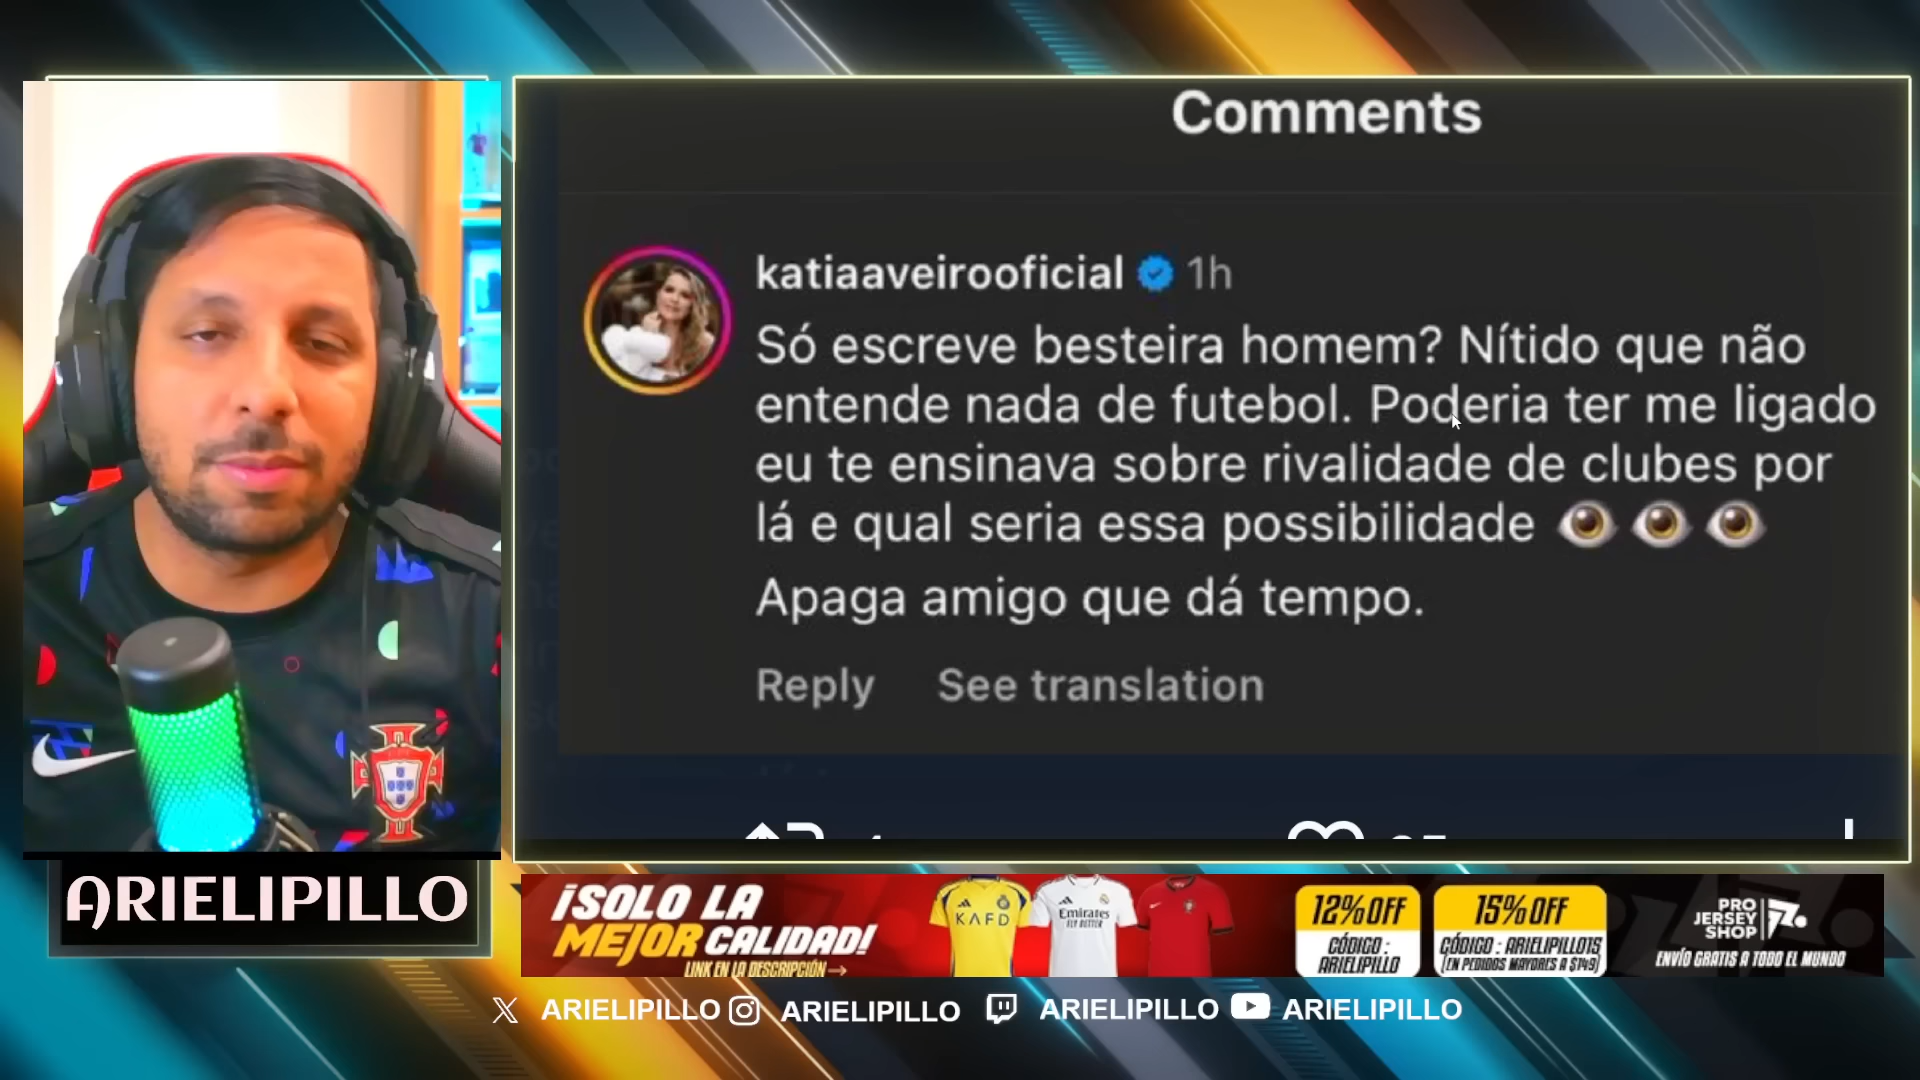 Comments
katiaaveirooficial 1h
Só escreve besteira homem? Nítido que não
entende nada de futebol. Poderia ter me ligado
eu te ensinava sobre rivalidade de clubes por
lá e qual seria essa possibilidade 👁️👁️👁️
Apaga amigo que dá tempo.
Reply See translation
ARIELIPILLO
¡SOLO LA
MEJOR CALIDAD!
LINK EN LA DESCRIPCIÓN →
KAFD
Emirates
FLY BETTER
12% OFF
CÓDIGO :
ARIELIPILLO
15% OFF
CÓDIGO : ARIELIPILLO15
(EN PEDIDOS MAYORES A $149)
PRO
JERSEY
SHOP
ENVÍO GRATIS A TODO EL MUNDO
ARIELIPILLO ARIELIPILLO ARIELIPILLO ARIELIPILLO